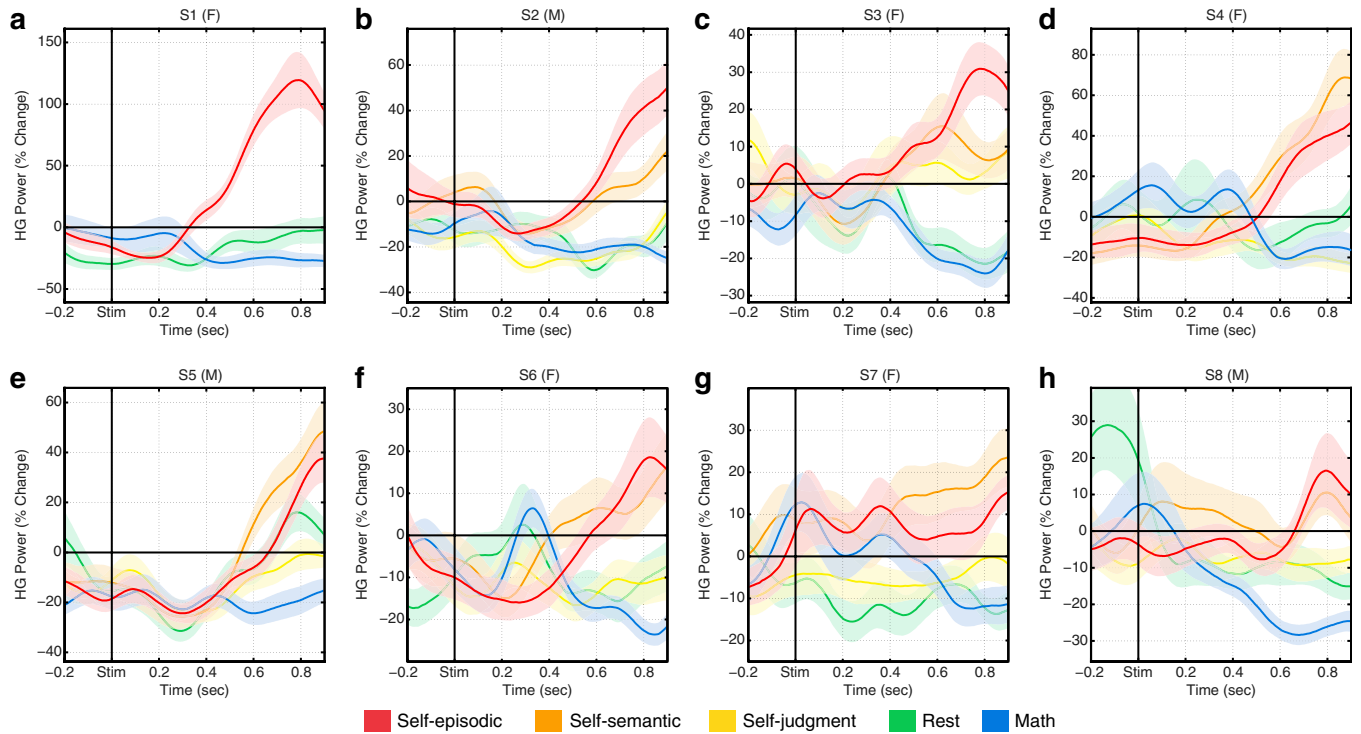 a S1 (F) b S2 (M) c S3 (F) d S4 (F)
HG Power (% Change) HG Power (% Change) HG Power (% Change) HG Power (% Change)
150 100 50 0 −50
60 40 20 0 −20 −40
40 30 20 10 0 −10 −20 −30
80 60 40 20 0 −20 −40
−0.2 Stim 0.2 0.4 0.6 0.8 −0.2 Stim 0.2 0.4 0.6 0.8 −0.2 Stim 0.2 0.4 0.6 0.8 −0.2 Stim 0.2 0.4 0.6 0.8
Time (sec) Time (sec) Time (sec) Time (sec)
e S5 (M) f S6 (F) g S7 (F) h S8 (M)
HG Power (% Change) HG Power (% Change) HG Power (% Change) HG Power (% Change)
60 40 20 0 −20 −40
30 20 10 0 −10 −20
30 20 10 0 −10 −20
30 20 10 0 −10 −20 −30
−0.2 Stim 0.2 0.4 0.6 0.8 −0.2 Stim 0.2 0.4 0.6 0.8 −0.2 Stim 0.2 0.4 0.6 0.8 −0.2 Stim 0.2 0.4 0.6 0.8
Time (sec) Time (sec) Time (sec) Time (sec)
Self-episodic Self-semantic Self-judgment Rest Math